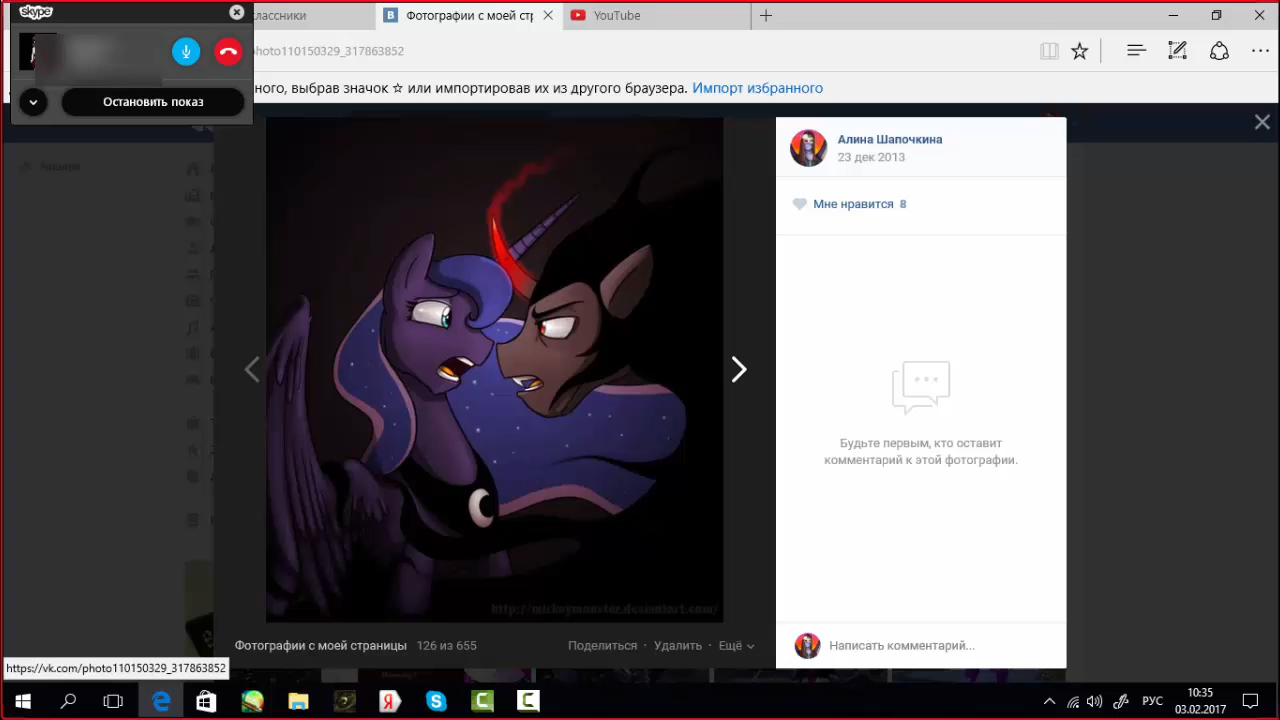 skype
Остановить показ
классники
Фотографии с моей стр
YouTube
photo110150329_317863852
ного, выбрав значок ☆ или импортировав их из другого браузера. Импорт избранного
Алина Шапочкина
23 дек 2013
Мне нравится 8
Будьте первым, кто оставит
комментарий к этой фотографии.
http://mickeymonster.deviantart.com/
Фотографии с моей страницы 126 из 655
Поделиться · Удалить · Ещё
Написать комментарий...
https://vk.com/photo110150329_317863852
РУС
10:35
03.02.2017